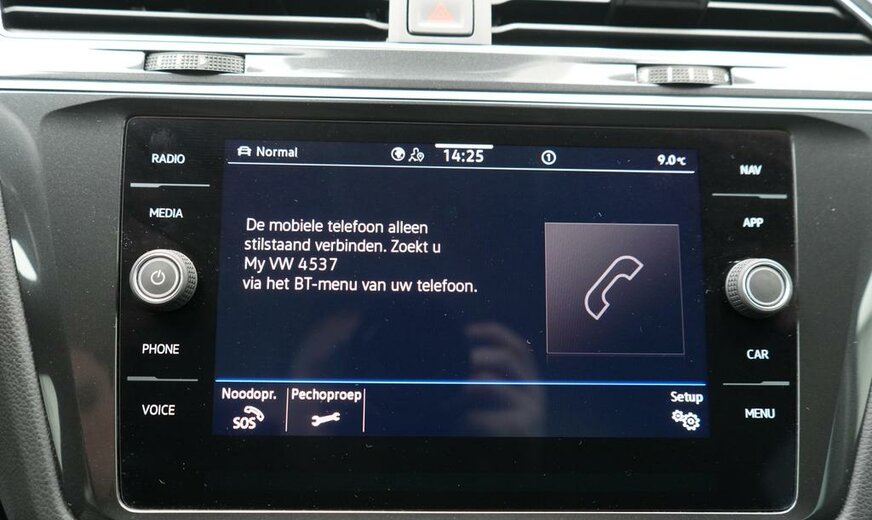 RADIO
MEDIA
PHONE
VOICE
Normal
14:25
1
9.0°C
De mobiele telefoon alleen
stilstaand verbinden. Zoekt u
My VW 4537
via het BT-menu van uw telefoon.
Noodopr.
SOS
Pechoproep
Setup
NAV
APP
CAR
MENU